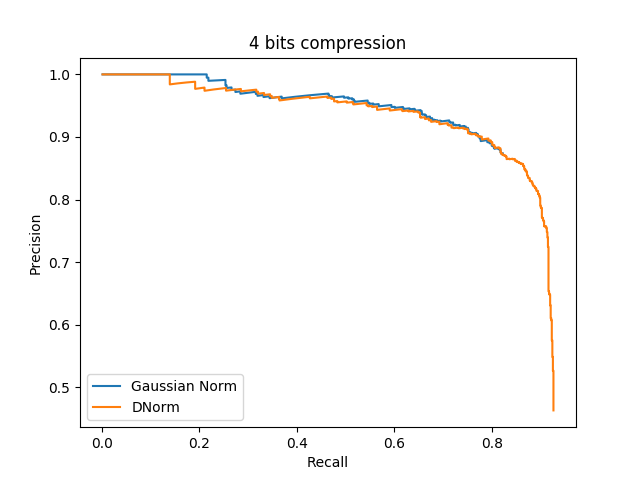 4 bits compression
1.0
0.9
0.8
0.7
0.6
0.5
Precision
Gaussian Norm
DNorm
0.0 0.2 0.4 0.6 0.8
Recall